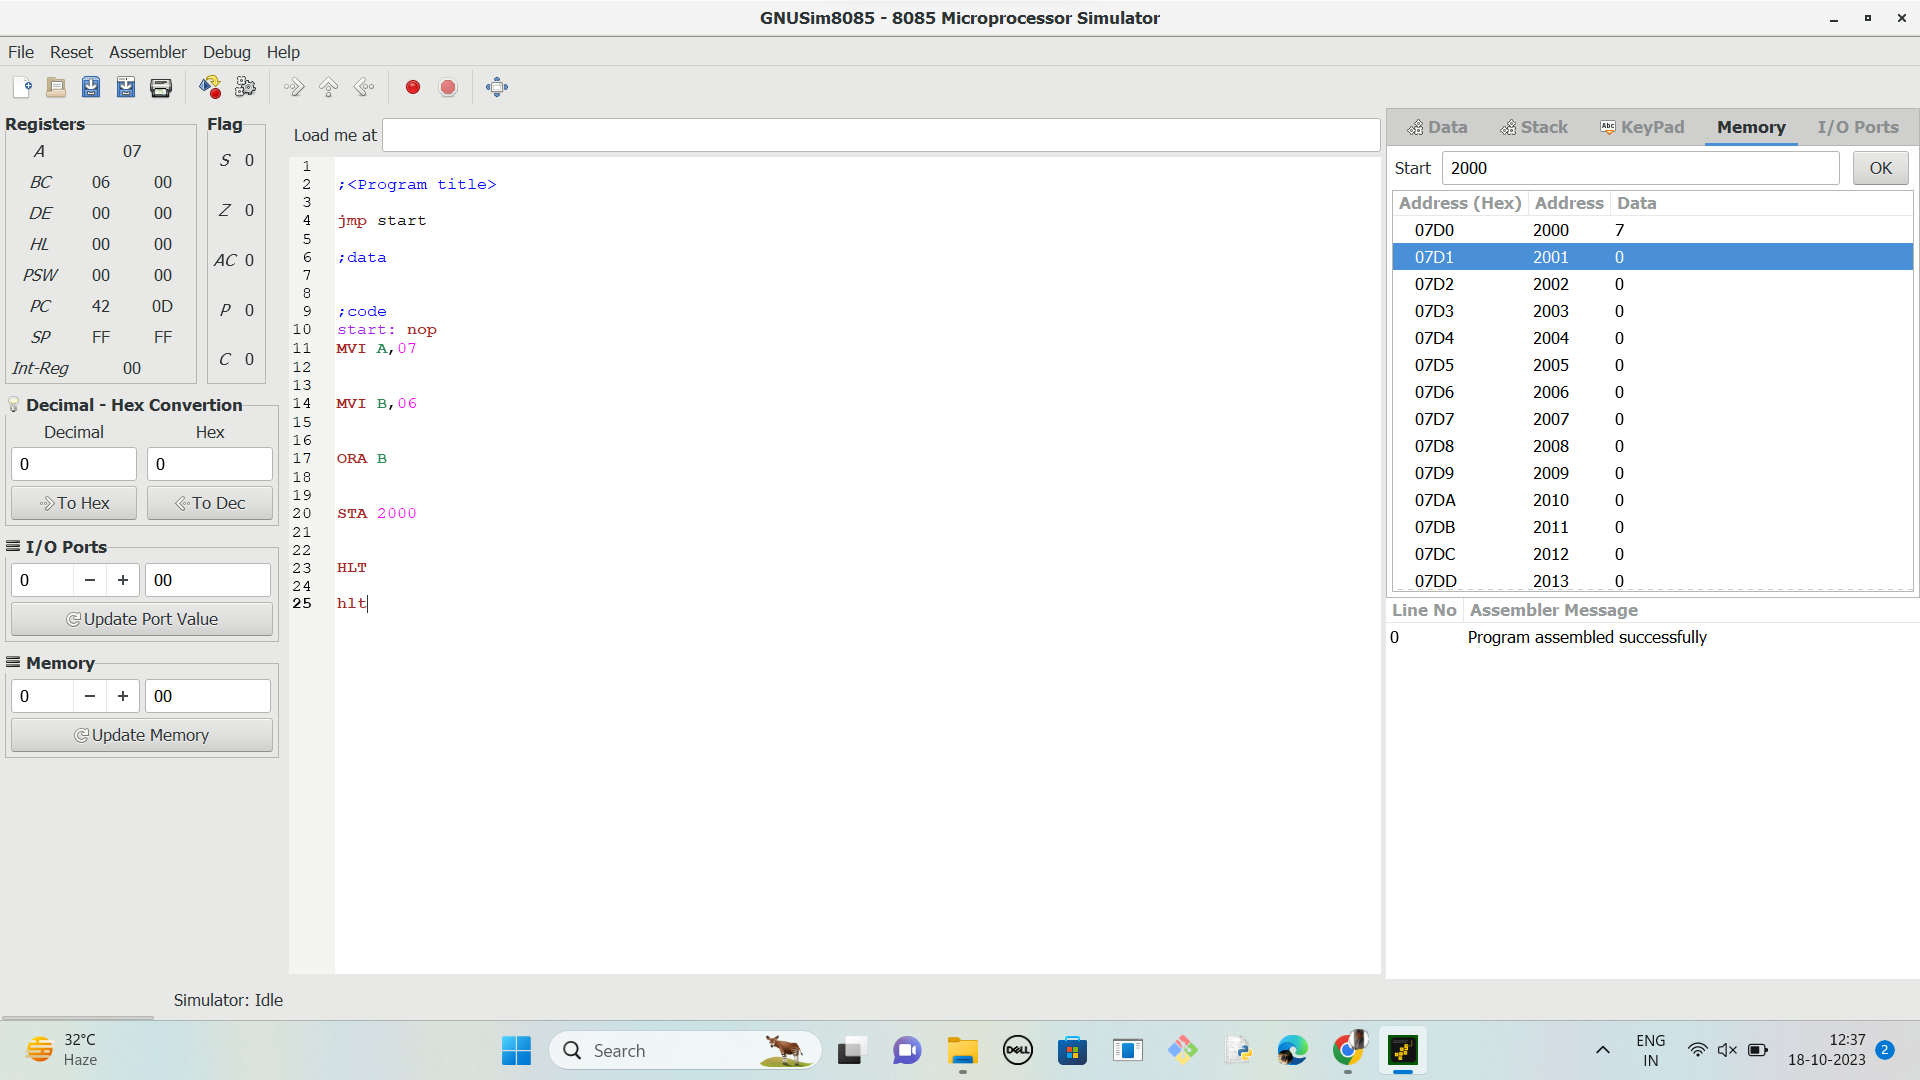 GNUSim8085 - 8085 Microprocessor Simulator
File Reset Assembler Debug Help
Registers
A 07
BC 06 00
DE 00 00
HL 00 00
PSW 00 00
PC 42 0D
SP FF FF
Int-Reg 00
Flag
S 0
Z 0
AC 0
P 0
C 0
Decimal - Hex Convertion
Decimal Hex
0 0
To Hex To Dec
I/O Ports
0 − + 00
Update Port Value
Memory
0 − + 00
Update Memory
Load me at
1
2 ;<Program title>
3
4 jmp start
5
6 ;data
7
8
9 ;code
10 start: nop
11 MVI A,07
12
13
14 MVI B,06
15
16
17 ORA B
18
19
20 STA 2000
21
22
23 HLT
24
25 hlt
Data Stack Abc KeyPad Memory I/O Ports
Start 2000 OK
Address (Hex) Address Data
07D0 2000 7
07D1 2001 0
07D2 2002 0
07D3 2003 0
07D4 2004 0
07D5 2005 0
07D6 2006 0
07D7 2007 0
07D8 2008 0
07D9 2009 0
07DA 2010 0
07DB 2011 0
07DC 2012 0
07DD 2013 0
Line No Assembler Message
0 Program assembled successfully
Simulator: Idle
32°C
Haze
Search
DELL
ENG
IN
12:37
18-10-2023
2